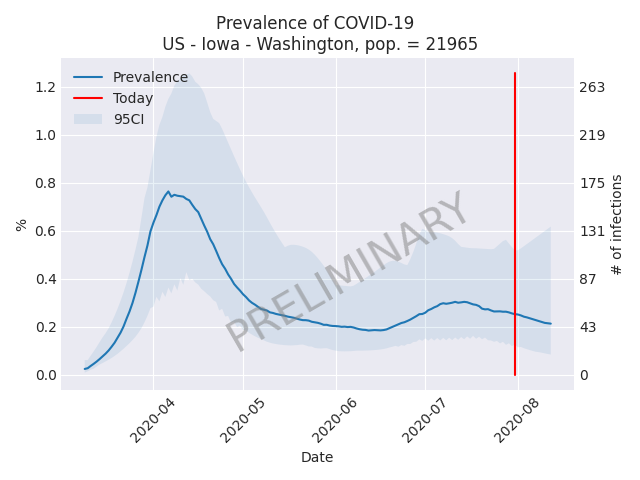 Prevalence of COVID-19
US - Iowa - Washington, pop. = 21965
Prevalence
Today
95CI
%
1.2
1.0
0.8
0.6
0.4
0.2
0.0
263
219
175
131
87
43
0
# of infections
PRELIMINARY
2020-04
2020-05
2020-06
2020-07
2020-08
Date